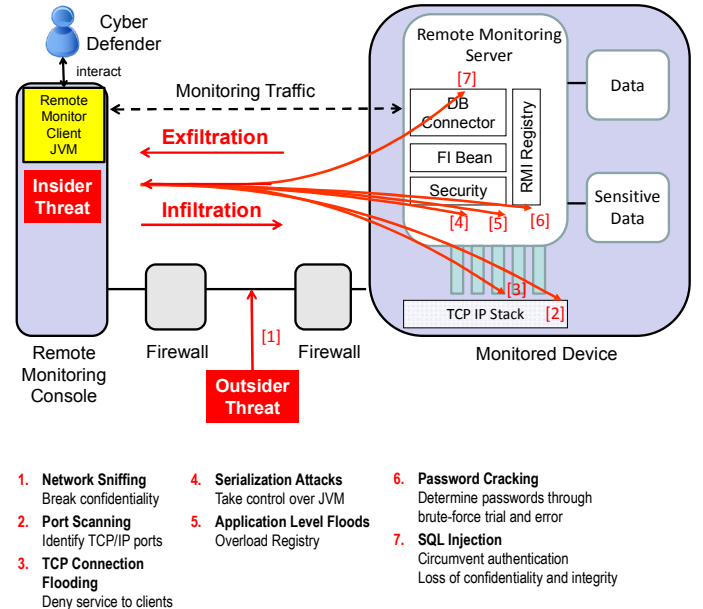 Cyber
Defender
interact
Remote
Monitor
Client
JVM
Insider
Threat
Monitoring Traffic
Exfiltration
Infiltration
Remote Monitoring
Server
[7]
DB
Connector
FI Bean
Security
RMI Registry
[4]
[5]
[6]
Data
Sensitive
Data
[3]
TCP IP Stack
[2]
Monitored Device
[1]
Firewall
Firewall
Remote
Monitoring
Console
Outsider
Threat
1. Network Sniffing
Break confidentiality
2. Port Scanning
Identify TCP/IP ports
3. TCP Connection
Flooding
Deny service to clients
4. Serialization Attacks
Take control over JVM
5. Application Level Floods
Overload Registry
6. Password Cracking
Determine passwords through
brute-force trial and error
7. SQL Injection
Circumvent authentication
Loss of confidentiality and integrity